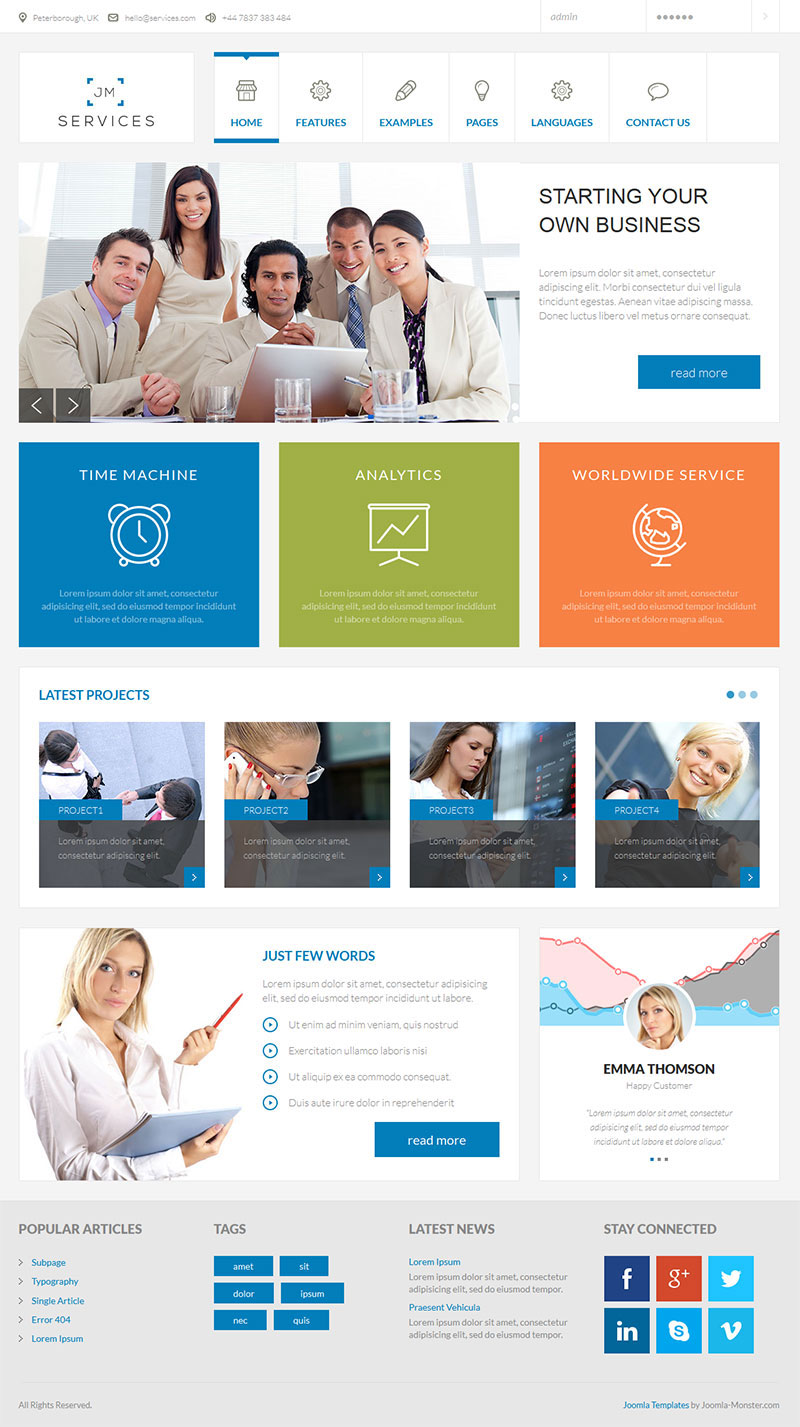 Peterborough, UK hello@services.com +44 7837 383 484 admin
JM
SERVICES
HOME FEATURES EXAMPLES PAGES LANGUAGES CONTACT US
STARTING YOUR
OWN BUSINESS
Lorem ipsum dolor sit amet, consectetur
adipiscing elit. Morbi consectetur dui vel ligula
tincidunt egestas. Aenean vitae adipiscing massa.
Donec luctus libero vel metus ornare consequat.
read more
TIME MACHINE
Lorem ipsum dolor sit amet, consectetur
adipisicing elit, sed do eiusmod tempor incididunt
ut labore et dolore magna aliqua.
ANALYTICS
Lorem ipsum dolor sit amet, consectetur
adipisicing elit, sed do eiusmod tempor incididunt
ut labore et dolore magna aliqua.
WORLDWIDE SERVICE
Lorem ipsum dolor sit amet, consectetur
adipisicing elit, sed do eiusmod tempor incididunt
ut labore et dolore magna aliqua.
LATEST PROJECTS
PROJECT1
Lorem ipsum dolor sit amet,
consectetur adipiscing elit.
PROJECT2
Lorem ipsum dolor sit amet,
consectetur adipiscing elit.
PROJECT3
Lorem ipsum dolor sit amet,
consectetur adipiscing elit.
PROJECT4
Lorem ipsum dolor sit amet,
consectetur adipiscing elit.
JUST FEW WORDS
Lorem ipsum dolor sit amet, consectetur adipisicing
elit, sed do eiusmod tempor incididunt ut labore.
Ut enim ad minim veniam, quis nostrud
Exercitation ullamco laboris nisi
Ut aliquip ex ea commodo consequat.
Duis aute irure dolor in reprehenderit
read more
EMMA THOMSON
Happy Customer
"Lorem ipsum dolor sit amet, consectetur
adipiscing elit, sed do eiusmod tempor
incididunt ut labore et dolore aliqua."
POPULAR ARTICLES
Subpage
Typography
Single Article
Error 404
Lorem Ipsum
TAGS
amet sit
dolor ipsum
nec quis
LATEST NEWS
Lorem Ipsum
Lorem ipsum dolor sit amet, consectetur
adipiscing elit, sed do eiusmod tempor.
Praesent Vehicula
Lorem ipsum dolor sit amet, consectetur
adipiscing elit, sed do eiusmod tempor.
STAY CONNECTED
f g+
in S v
All Rights Reserved. Joomla Templates by Joomla-Monster.com